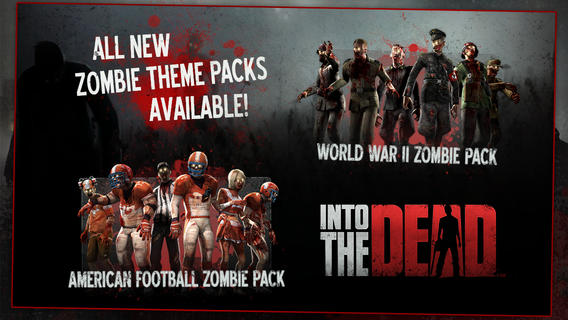 ALL NEW
ZOMBIE THEME PACKS
AVAILABLE!
WORLD WAR II ZOMBIE PACK
AMERICAN FOOTBALL ZOMBIE PACK
INTO
THE DEAD